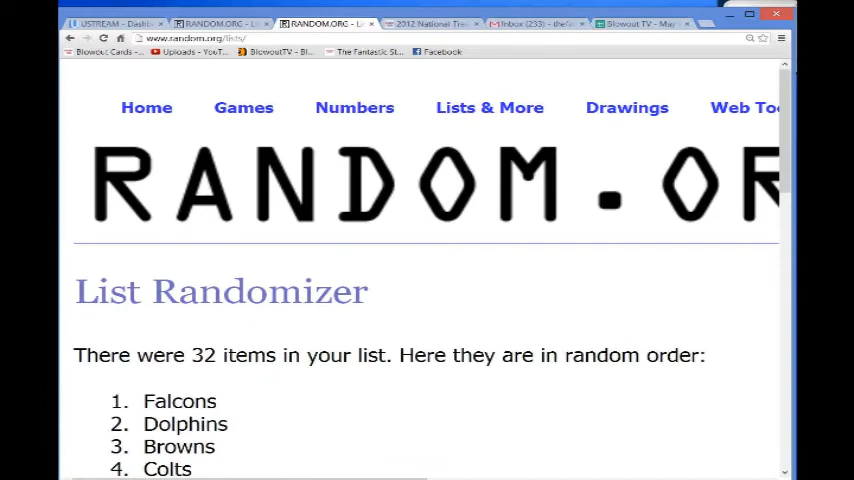 USTREAM - Dashb
RANDOM.ORG - Li
RANDOM.ORG - Li
2012 National Trea
Inbox (233) - thefa
Blowout TV - May
www.random.org/lists/
Blowout Cards - ...
Uploads - YouT...
BlowoutTV - Bl...
The Fantastic St...
Facebook
Home Games Numbers Lists & More Drawings Web Too
RANDOM.OR
List Randomizer
There were 32 items in your list. Here they are in random order:
1. Falcons
2. Dolphins
3. Browns
4. Colts